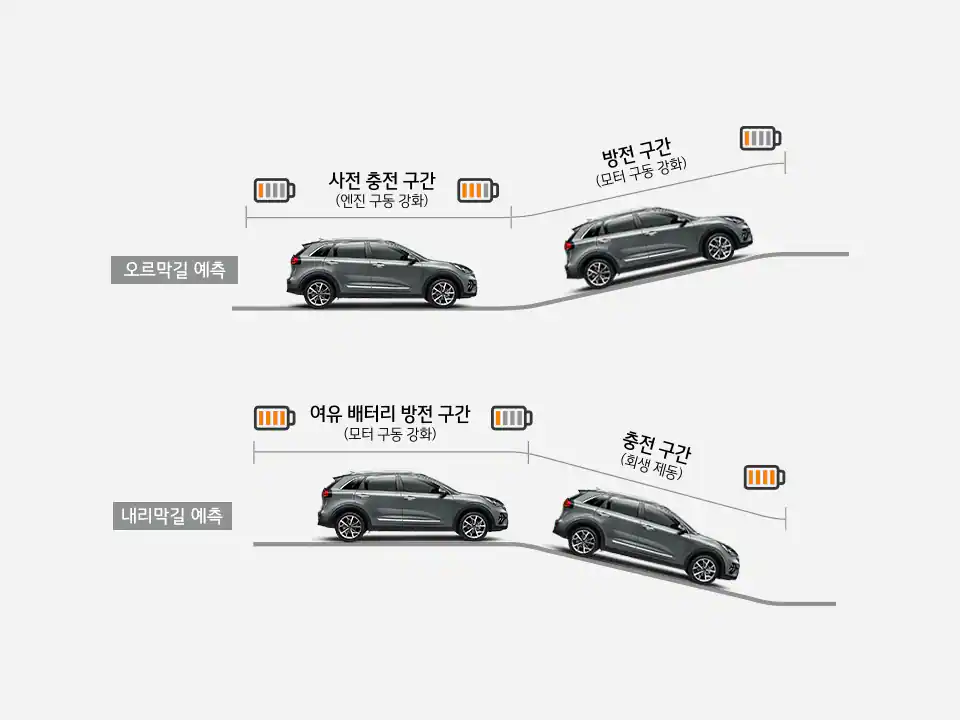 사전 충전 구간
(엔진 구동 강화)
방전 구간
(모터 구동 강화)
오르막길 예측
여유 배터리 방전 구간
(모터 구동 강화)
충전 구간
(회생 제동)
내리막길 예측